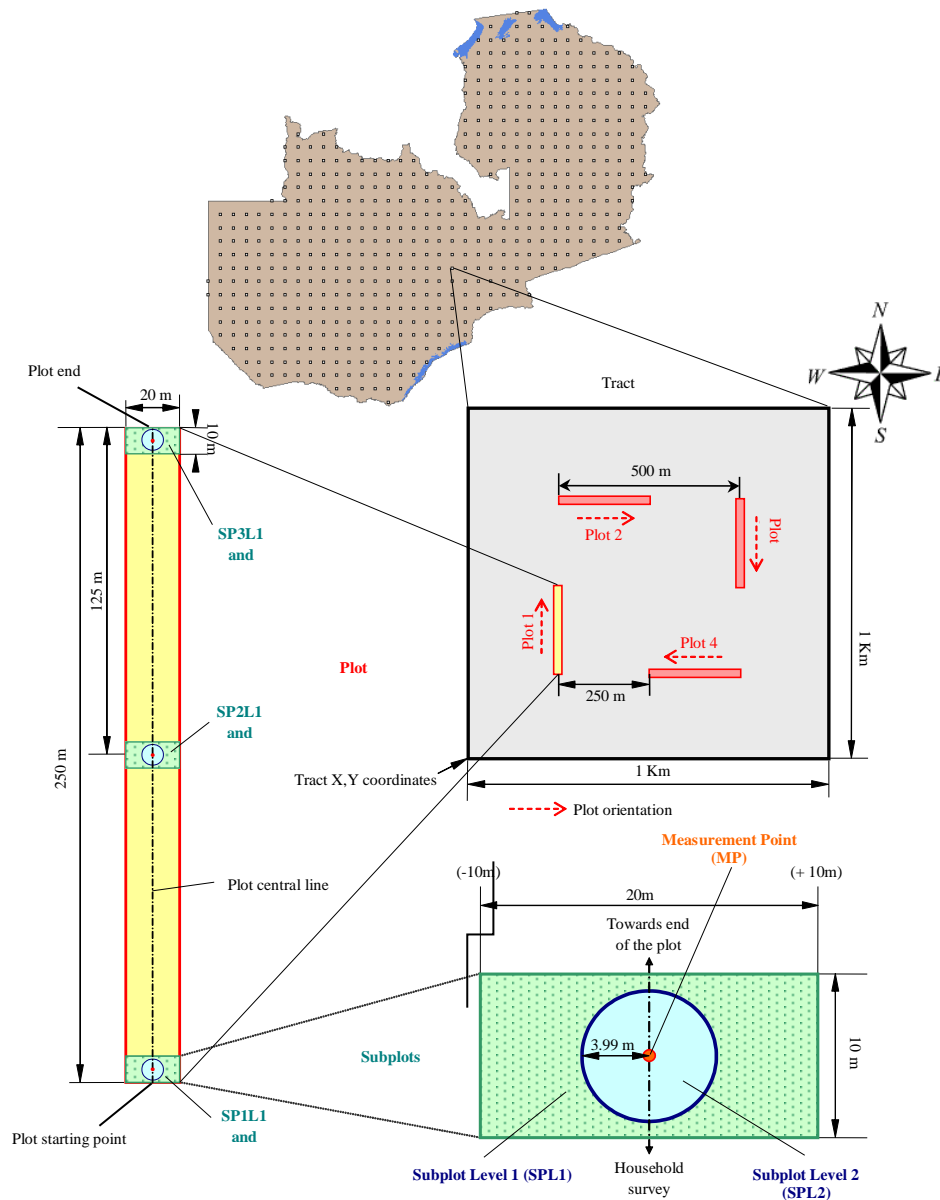 N
W
E
S
Tract
Plot end
20 m
10 m
500 m
SP3L1
and
Plot 2
Plot
125 m
Plot 1
Plot 4
1 Km
Plot
250 m
SP2L1
and
250 m
Tract X,Y coordinates
1 Km
Plot orientation
Measurement Point
(MP)
(-10m)
(+ 10m)
20m
Plot central line
Towards end
of the plot
3.99 m
Subplots
10 m
SP1L1
and
Plot starting point
Subplot Level 1 (SPL1)
Household
survey
Subplot Level 2
(SPL2)